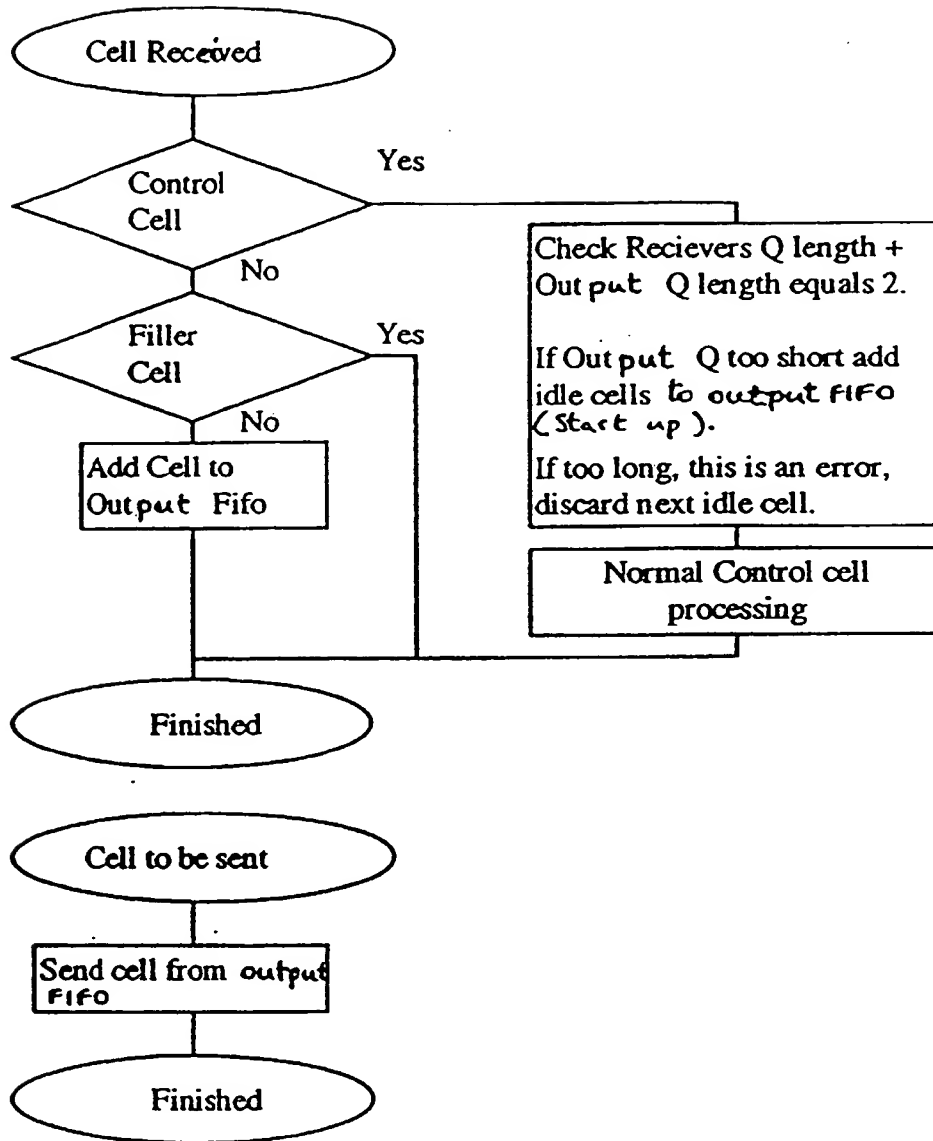 Cell Received
Yes
Control
Cell
No
Check Recievers Q length +
Output Q length equals 2.
If Output Q too short add
idle cells to output FIFO
(Start up).
If too long, this is an error,
discard next idle cell.
Filler
Cell
Yes
No
Add Cell to
Output Fifo
Normal Control cell
processing
Finished
Cell to be sent
Send cell from output
FIFO
Finished